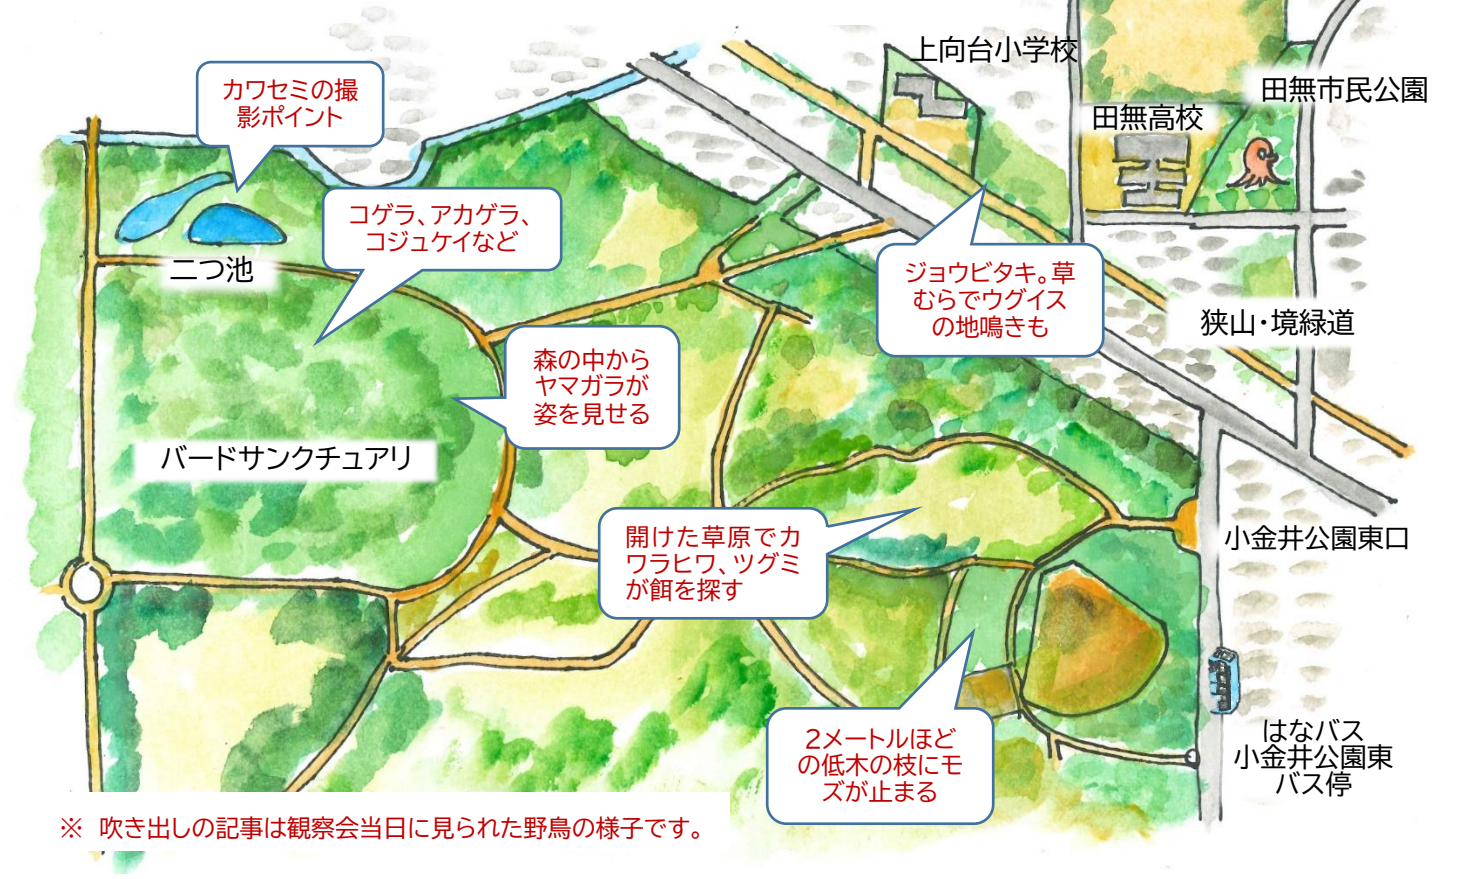 上向台小学校
田無市民公園
カワセミの撮
影ポイント
田無高校
コゲラ、アカゲラ、
コジュケイなど
二つ池
ジョウビタキ。草
むらでウグイス
の地鳴きも
狭山・境緑道
森の中から
ヤマガラが
姿を見せる
バードサンクチュアリ
開けた草原でカ
ワラヒワ、ツグミ
が餌を探す
小金井公園東口
2メートルほど
の低木の枝にモ
ズが止まる
はなバス
小金井公園東
バス停
※ 吹き出しの記事は観察会当日に見られた野鳥の様子です。